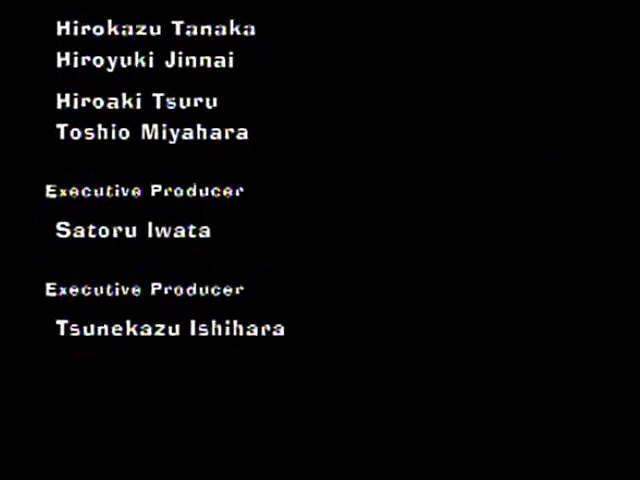 Hirokazu Tanaka
Hiroyuki Jinnai
Hiroaki Tsuru
Toshio Miyahara
Executive Producer
Satoru Iwata
Executive Producer
Tsunekazu Ishihara